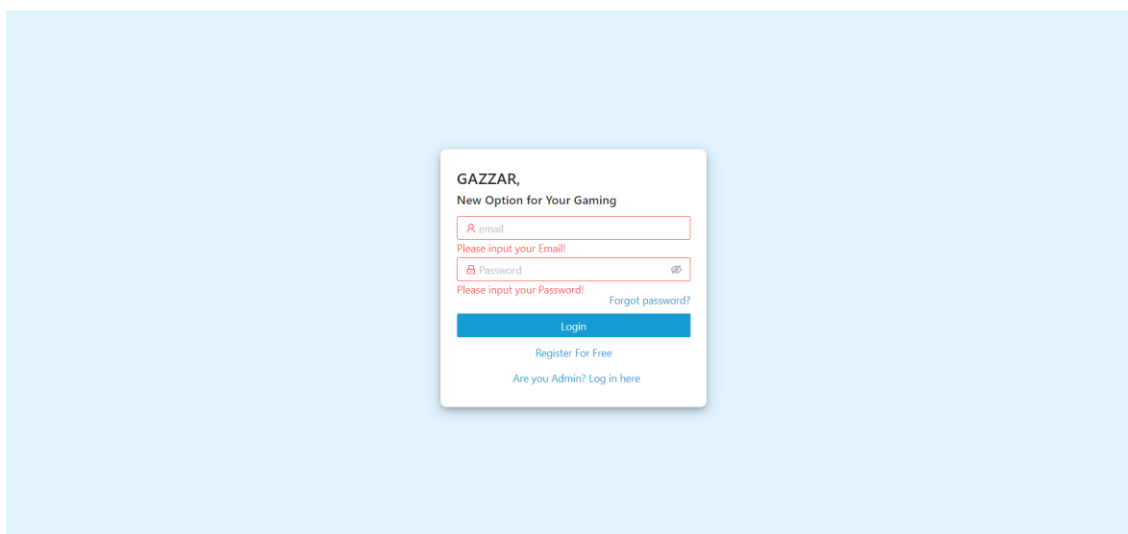 GAZZAR,
New Option for Your Gaming
email
Please input your Email!
Password
Please input your Password!
Forgot password?
Login
Register For Free
Are you Admin? Log in here